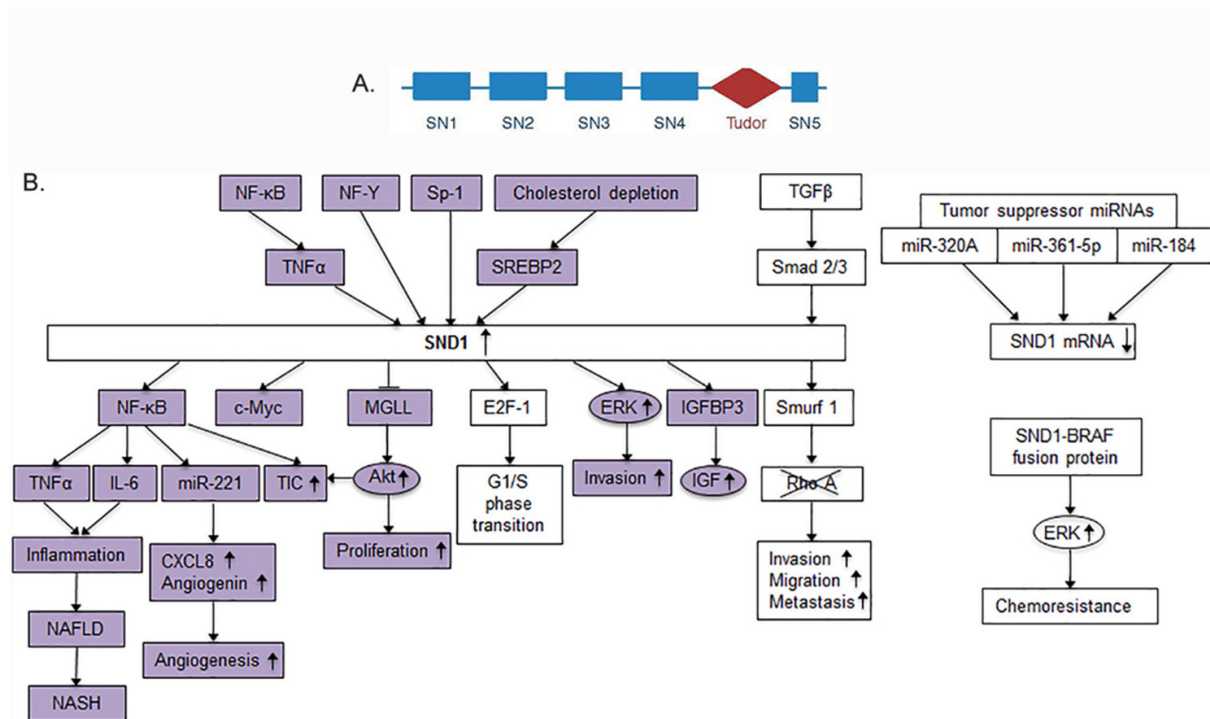 A.
SN1 SN2 SN3 SN4 Tudor SN5
B.
NF-κB NF-Y Sp-1 Cholesterol depletion TGFβ
Tumor suppressor miRNAs
miR-320A miR-361-5p miR-184
TNFα SREBP2 Smad 2/3
SND1 ↑
SND1 mRNA ↓
NF-κB c-Myc MGLL E2F-1 ERK ↑ IGFBP3 Smurf 1
SND1-BRAF
fusion protein
TNFα IL-6 miR-221 TIC ↑ Akt ↑
G1/S
phase
transition
Invasion ↑ IGF ↑ Rho A
ERK ↑
Inflammation
CXCL8 ↑
Angiogenin ↑
Proliferation ↑
Invasion ↑
Migration ↑
Metastasis ↑
Chemoresistance
NAFLD
Angiogenesis ↑
NASH